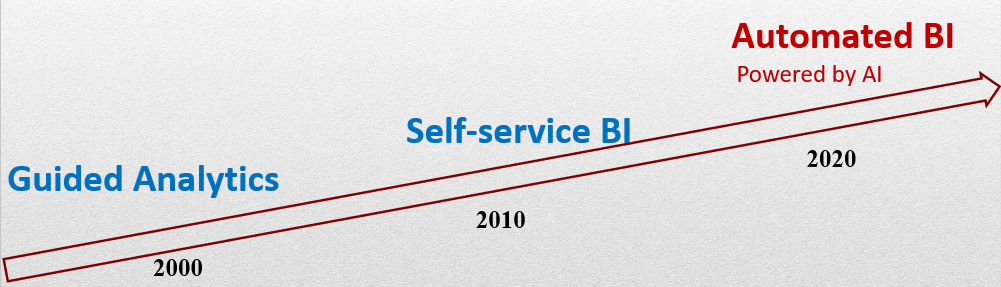 Automated BI
Powered by AI
Self-service BI
Guided Analytics
2000
2010
2020